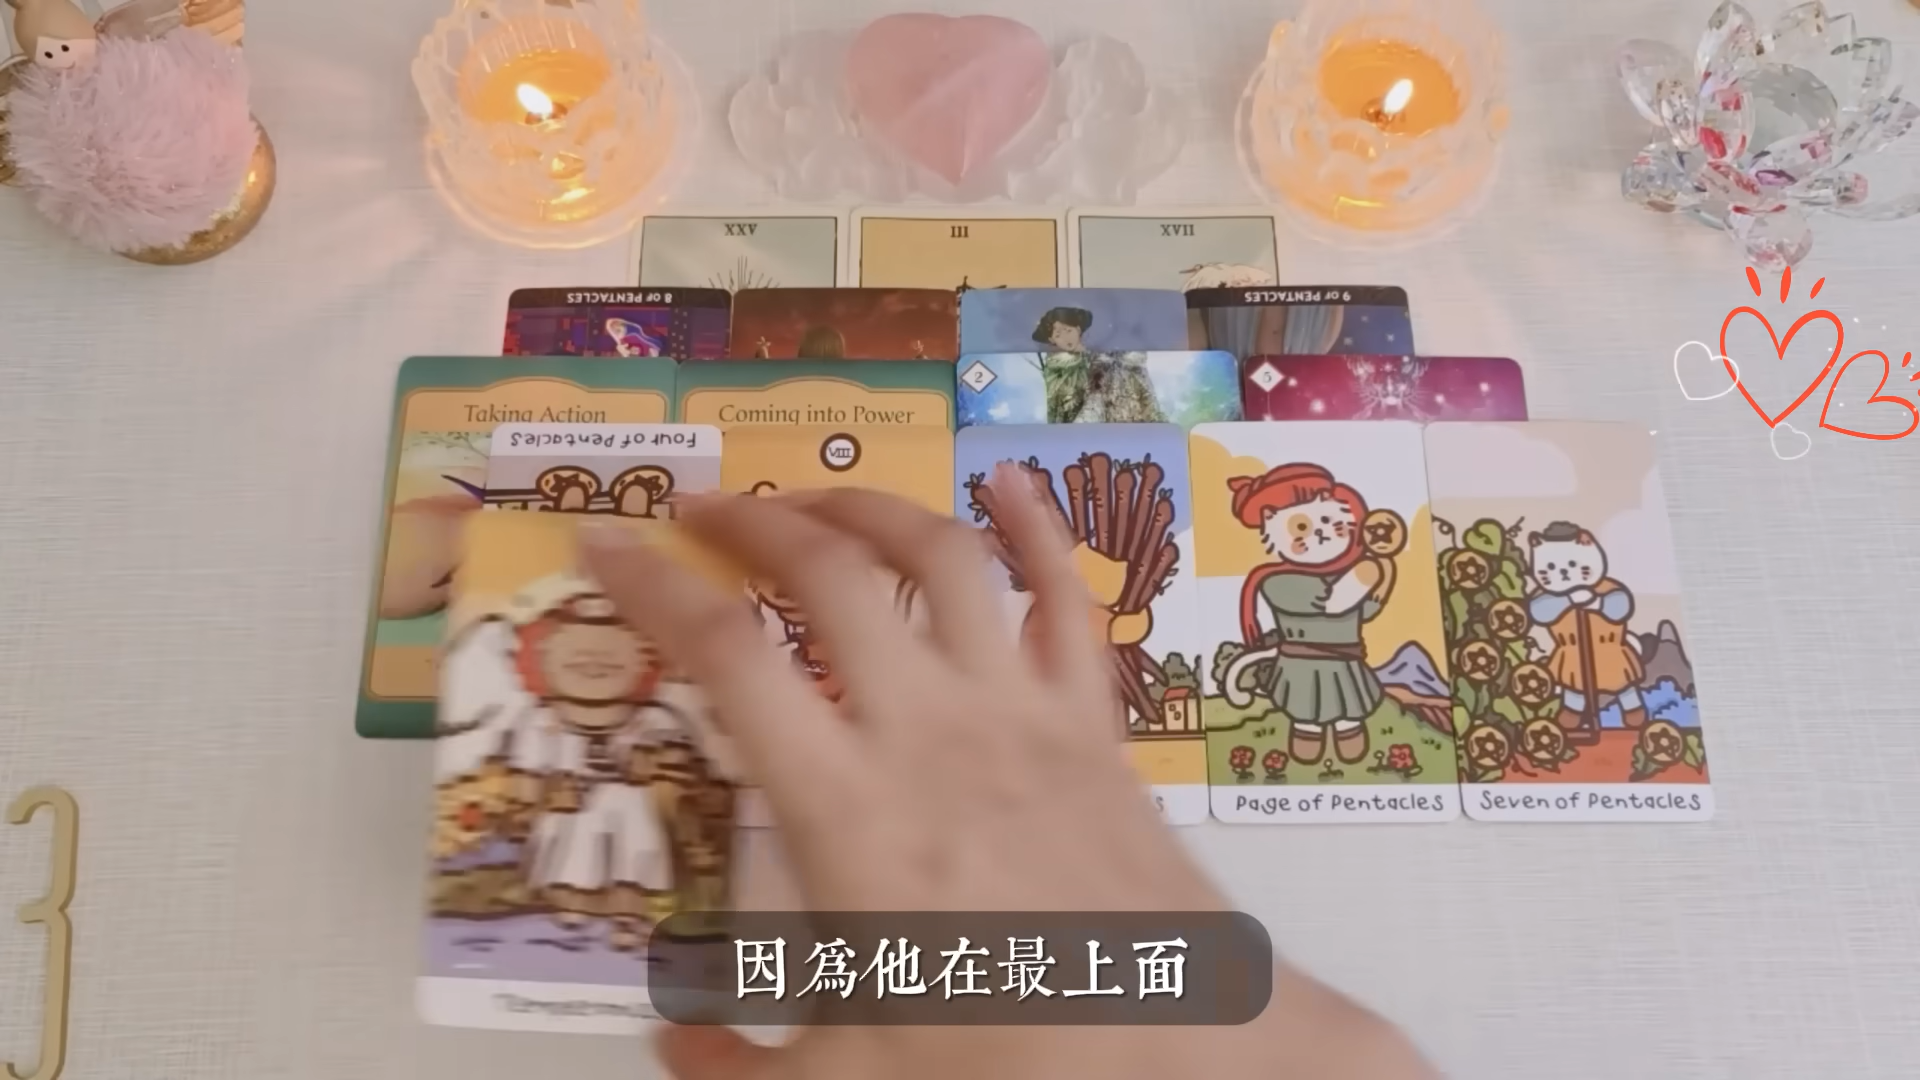 XXV
III
XVII
8 OF PENTACLES
9 OF PENTACLES
2
5
Taking Action
Coming into Power
Four of Pentacles
VIII
Page of Pentacles
Seven of Pentacles
3
因爲他在最上面